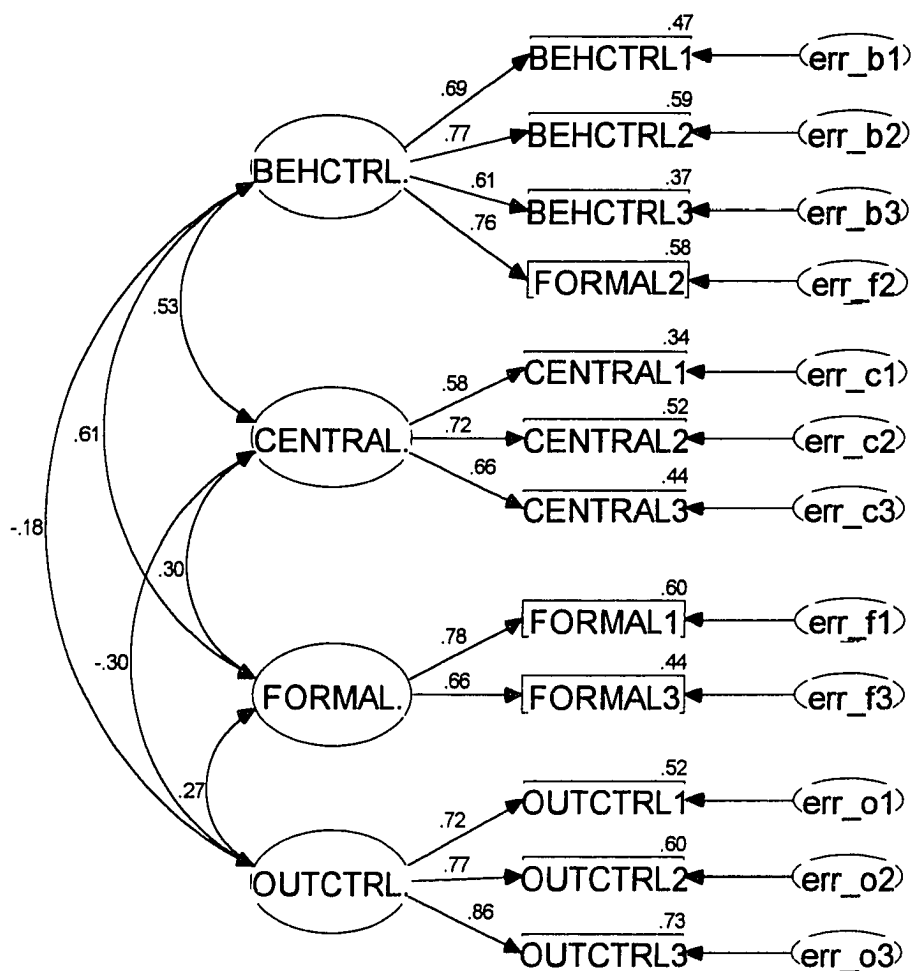 .47
BEHCTRL1 err_b1
.69
.59
.77 BEHCTRL2 err_b2
BEHCTRL.
.61 .37
BEHCTRL3 err_b3
.76
.58
FORMAL2 err_f2
.53
.34
CENTRAL1 err_c1
.58
.52
.61 CENTRAL. .72 CENTRAL2 err_c2
.66 .44
CENTRAL3 err_c3
-.18
.30
.60
FORMAL1 err_f1
.78
-.30
.44
FORMAL. .66 FORMAL3 err_f3
.52
.27 OUTCTRL1 err_o1
.72
.60
OUTCTRL. .77 OUTCTRL2 err_o2
.86
.73
OUTCTRL3 err_o3